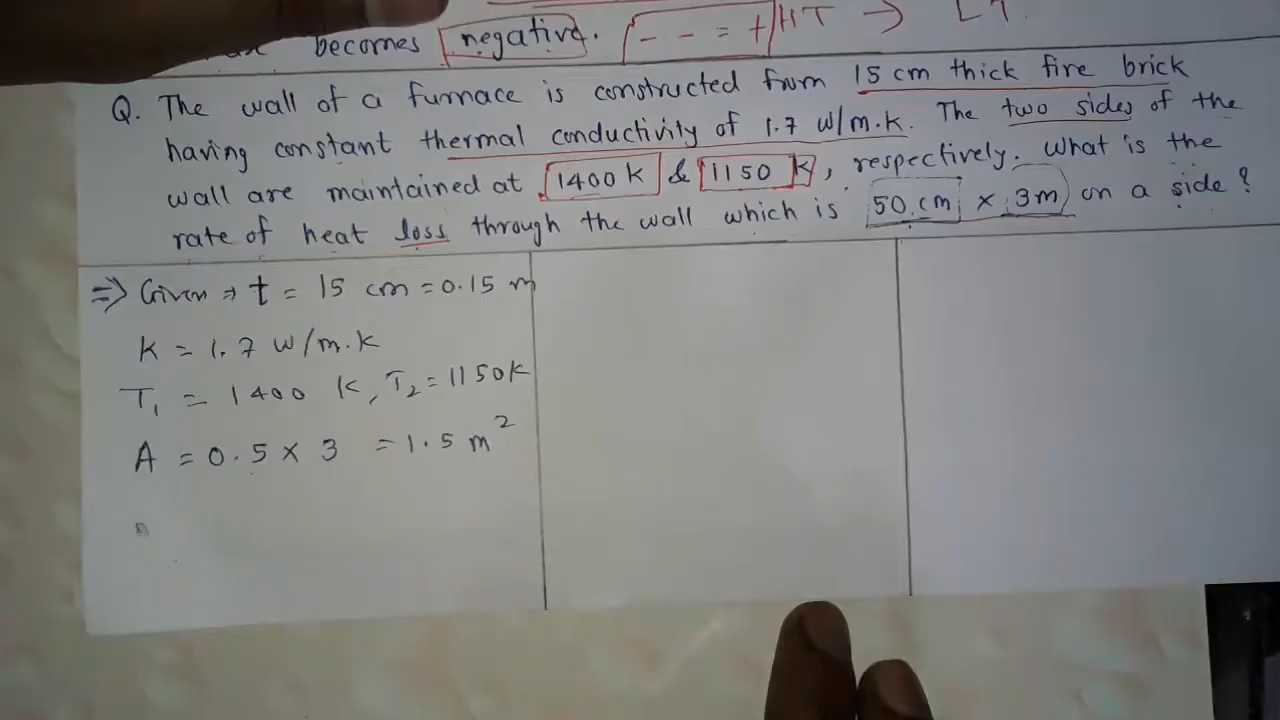 becomes negative. - - = + HT → LT.
Q. The wall of a furnace is constructed from 15 cm thick fire brick
having constant thermal conductivity of 1.7 W/m.K. The two sides of the
wall are maintained at 1400 K & 1150 K, respectively. What is the
rate of heat loss through the wall which is 50 cm × 3m on a side?
⇒ Given → t = 15 cm = 0.15 m
K = 1.7 W/m.K
T₁ = 1400 K, T₂ = 1150K
A = 0.5 × 3 = 1.5 m²